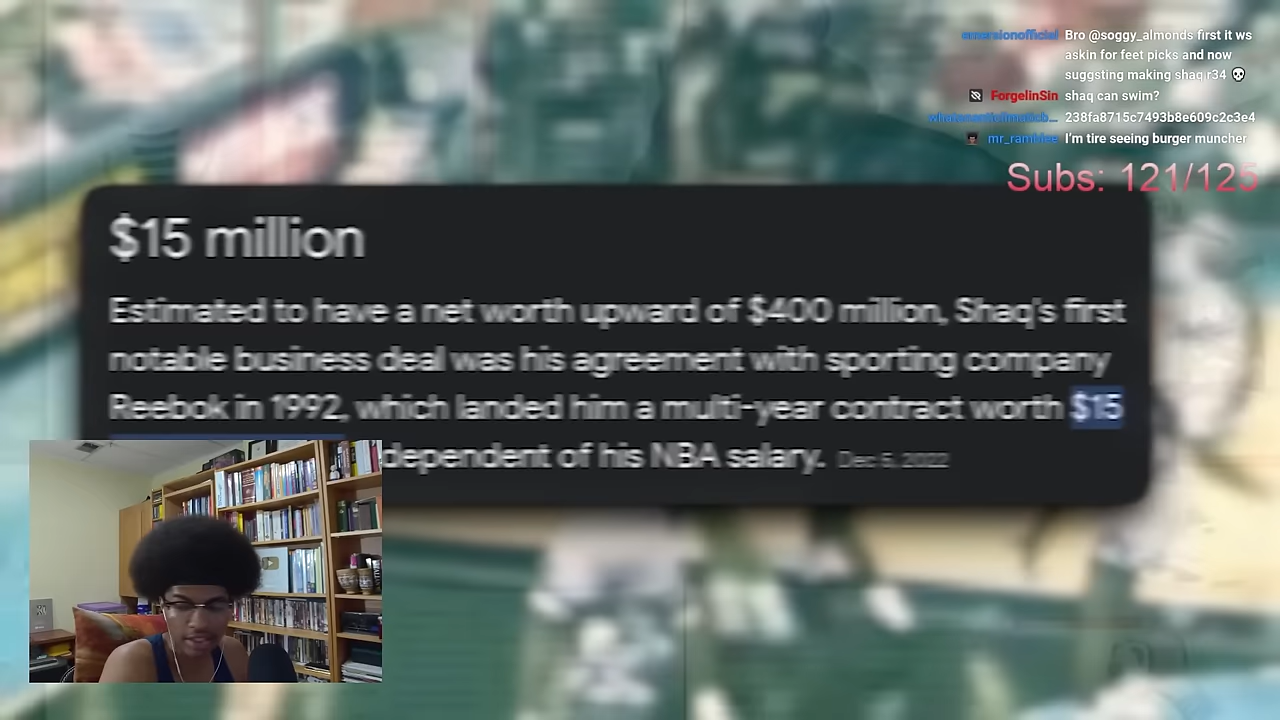 Bro @soggy_almonds first it ws
askin for feet picks and now
suggsting making shaq r34 💀
ForgelinSin shaq can swim?
238fa8715c7493b8e609c2c3e4
I'm tire seeing burger muncher
Subs: 121/125
$15 million
Estimated to have a net worth upward of $400 million, Shaq's first
notable business deal was his agreement with sporting company
Reebok in 1992, which landed him a multi-year contract worth $15
dependent of his NBA salary. Dec 5, 2022